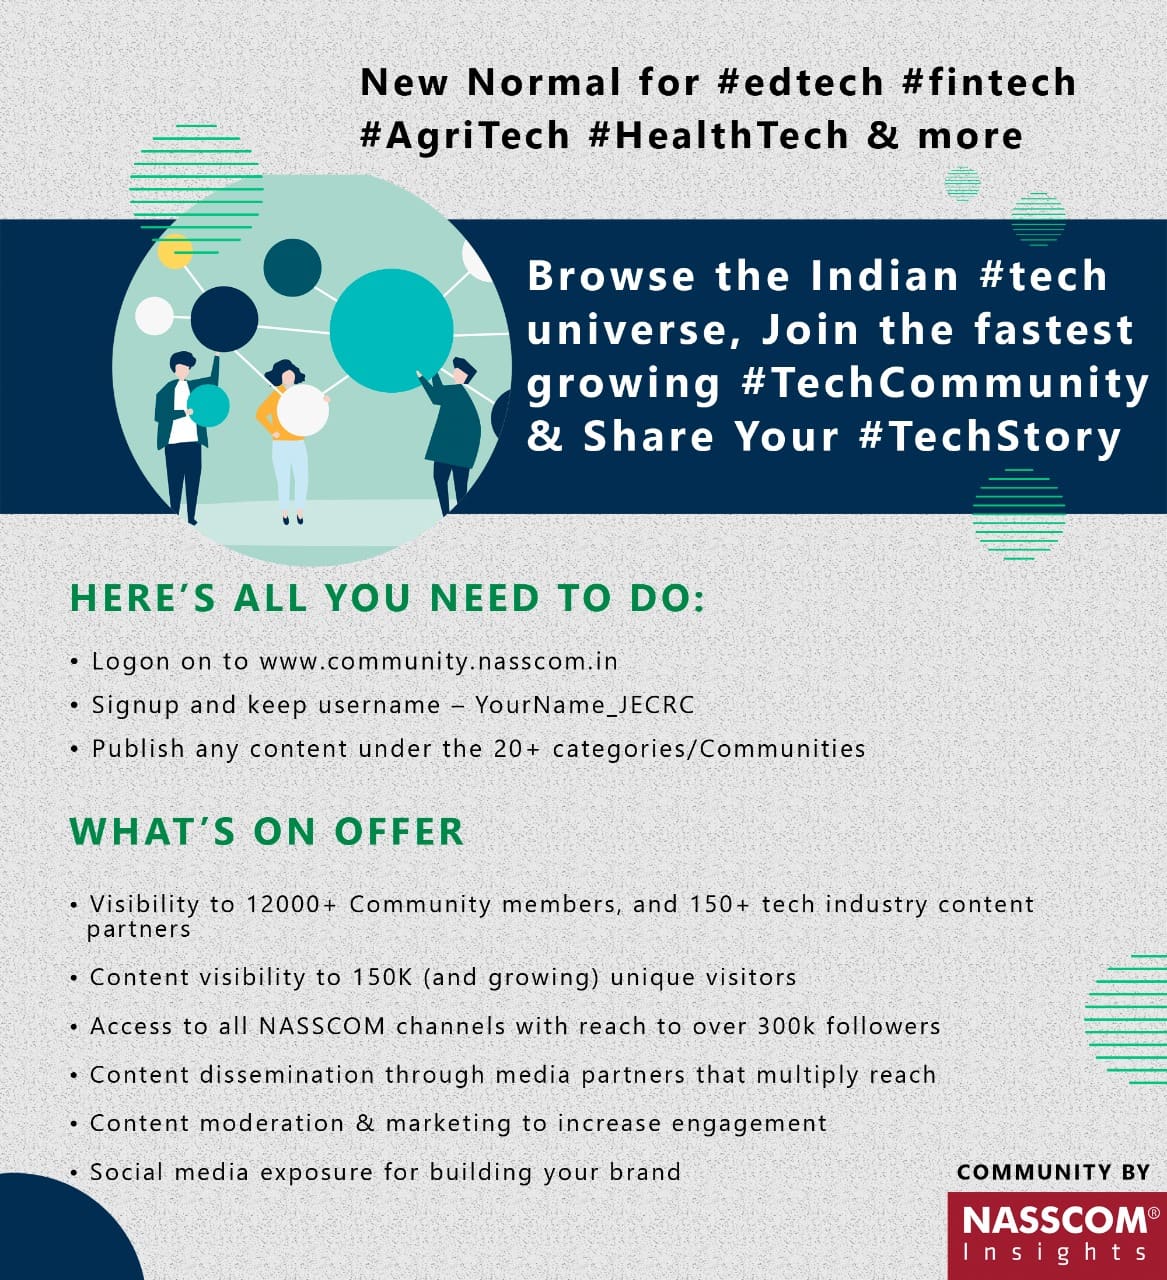 New Normal for #edtech #fintech
#AgriTech #HealthTech & more
Browse the Indian #tech
universe, Join the fastest
growing #TechCommunity
& Share Your #TechStory
HERE’S ALL YOU NEED TO DO:
• Logon on to www.community.nasscom.in
• Signup and keep username – YourName_JECRC
• Publish any content under the 20+ categories/Communities
WHAT’S ON OFFER
• Visibility to 12000+ Community members, and 150+ tech industry content
partners
• Content visibility to 150K (and growing) unique visitors
• Access to all NASSCOM channels with reach to over 300k followers
• Content dissemination through media partners that multiply reach
• Content moderation & marketing to increase engagement
• Social media exposure for building your brand
COMMUNITY BY
NASSCOM®
Insights